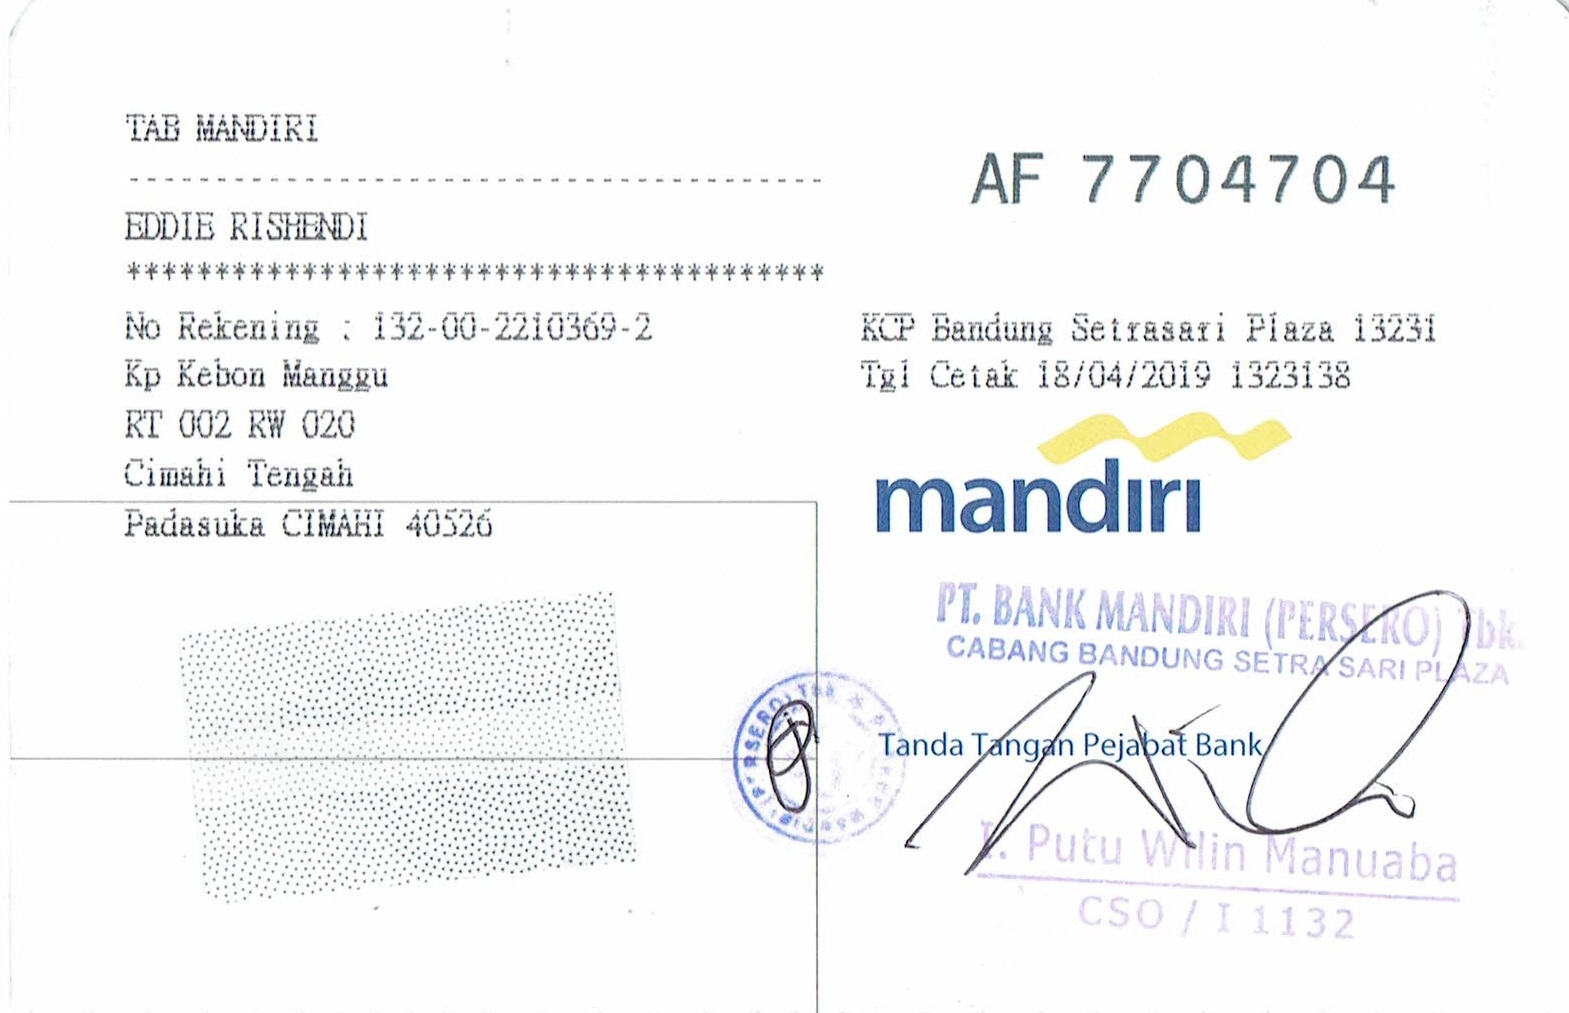 TAB MANDIRI
----------------------------------------
EDDIE RISHENDI
****************************************
No Rekening : 132-00-2210369-2
Kp Kebon Manggu
RT 002 RW 020
Cimahi Tengah
Padasuka CIMAHI 40526
AF 7704704
KCP Bandung Setrasari Plaza 13231
Tgl Cetak 18/04/2019 1323138
mandiri
PT. BANK MANDIRI (PERSERO) Tbk.
CABANG BANDUNG SETRA SARI PLAZA
Tanda Tangan Pejabat Bank
I. Putu Wilin Manuaba
CSO / I 1132